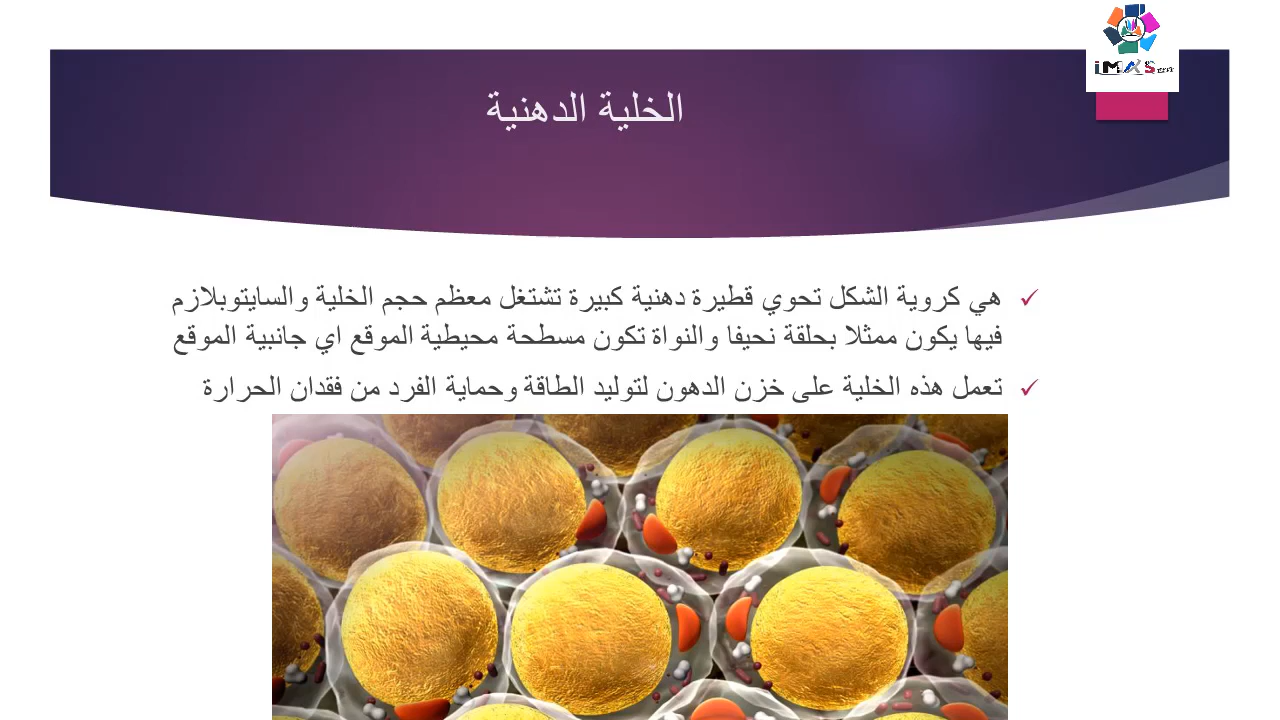 iMAS
الخلية الدهنية
هي كروية الشكل تحوي قطيرة دهنية كبيرة تشتغل معظم حجم الخلية والسايتوبلازم
فيها يكون ممثلا بحلقة نحيفا والنواة تكون مسطحة محيطية الموقع اي جانبية الموقع
تعمل هذه الخلية على خزن الدهون لتوليد الطاقة وحماية الفرد من فقدان الحرارة